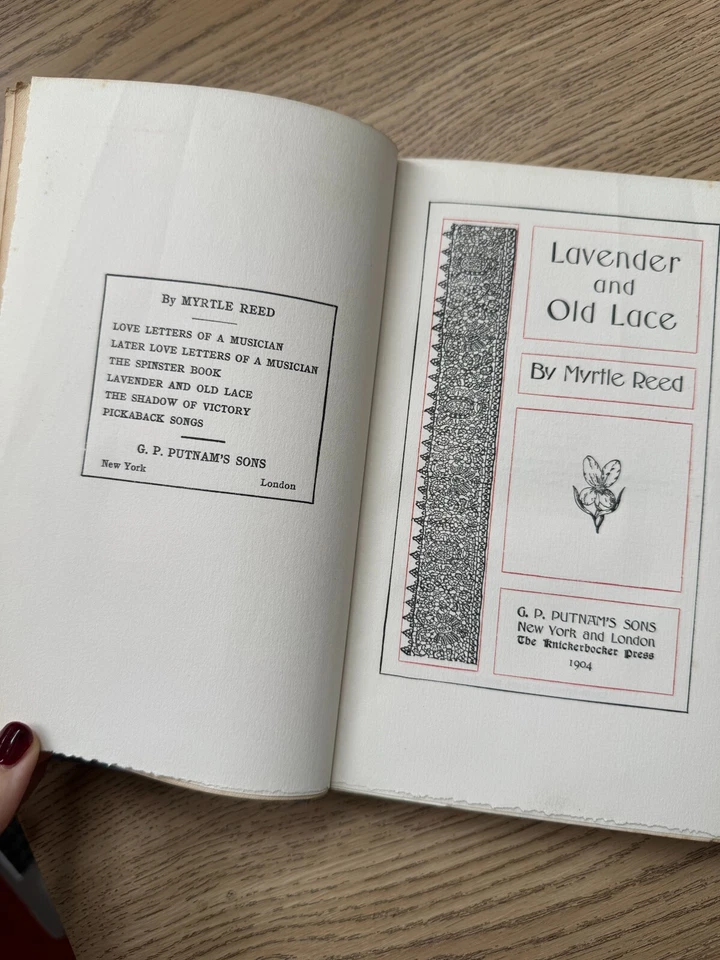 By MYRTLE REED
LOVE LETTERS OF A MUSICIAN
LATER LOVE LETTERS OF A MUSICIAN
THE SPINSTER BOOK
LAVENDER AND OLD LACE
THE SHADOW OF VICTORY
PICKABACK SONGS
G. P. PUTNAM'S SONS
New York
London
Lavender
and
Old Lace
By Myrtle Reed
G. P. PUTNAM'S SONS
New York and London
The Knickerbocker Press
1904